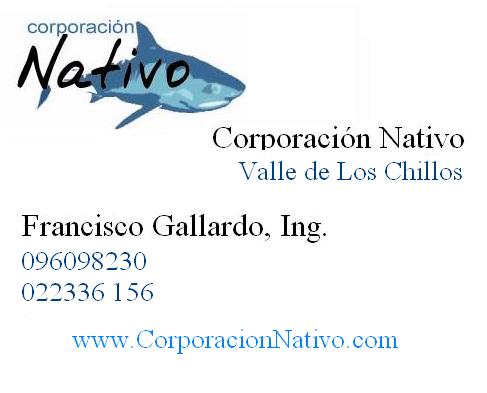 corporación
Nativo
Corporación Nativo
Valle de Los Chillos
Francisco Gallardo, Ing.
096098230
022336 156
www.CorporacionNativo.com